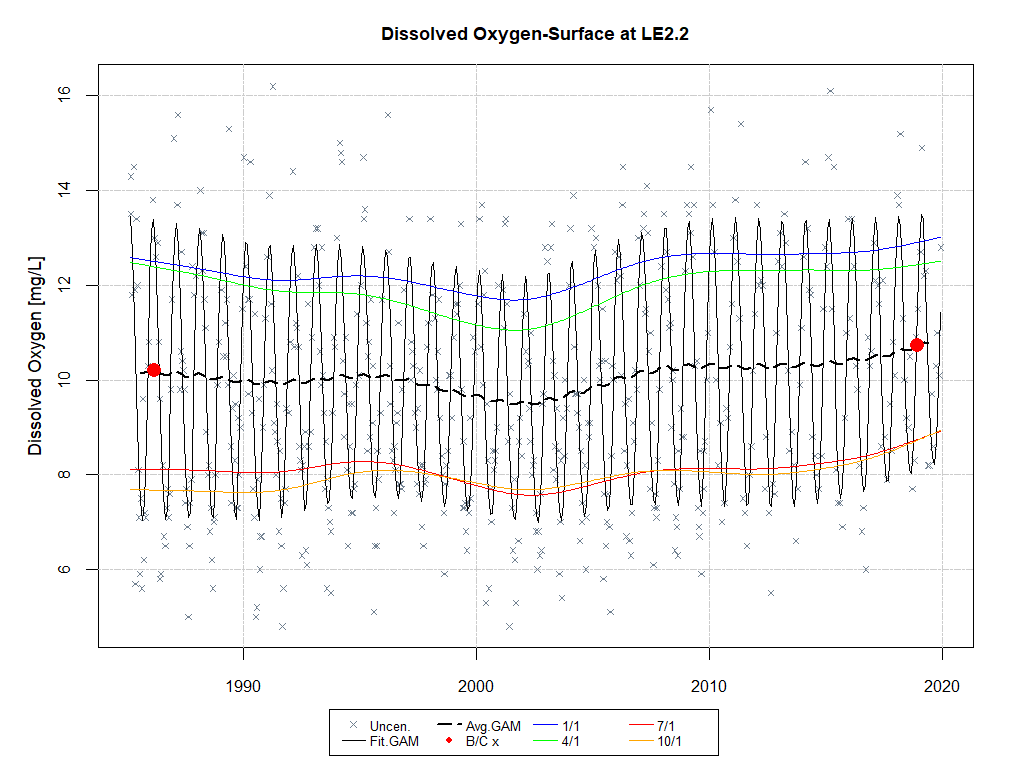 Dissolved Oxygen-Surface at LE2.2
Dissolved Oxygen [mg/L]
16
14
12
10
8
6
1990 2000 2010 2020
Uncen. Avg.GAM 1/1 7/1
Fit.GAM B/C x 4/1 10/1